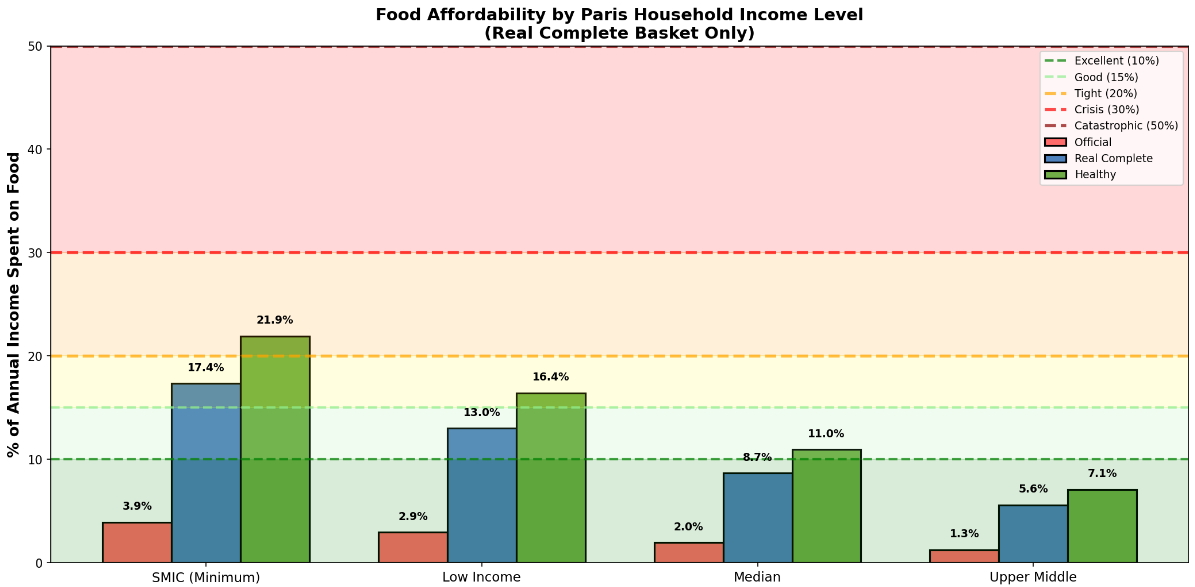 Food Affordability by Paris Household Income Level
(Real Complete Basket Only)
% of Annual Income Spent on Food
50
40
30
20
10
0
Excellent (10%)
Good (15%)
Tight (20%)
Crisis (30%)
Catastrophic (50%)
Official
Real Complete
Healthy
3.9%
17.4%
21.9%
2.9%
13.0%
16.4%
2.0%
8.7%
11.0%
1.3%
5.6%
7.1%
SMIC (Minimum)
Low Income
Median
Upper Middle